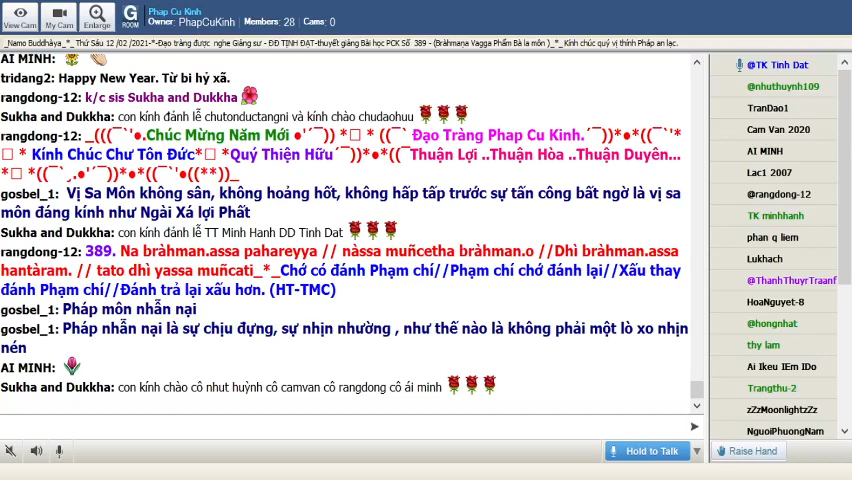 View Cam
My Cam
Enlarge
G
ROOM
Phap Cu Kinh
Owner: PhapCuKinh Members: 28 Cams: 0
_Namo Buddhàya_*_ Thứ Sáu 12 /02 /2021-*-Đạo tràng được nghe Giảng sư - ĐĐ TỊNH ĐẠT-thuyết giảng Bài học PCK Số 389 - (Bràhmaṇa Vagga Phẩm Bà la môn )_*_ Kính chúc quý vị thính Pháp an lạc.
AI MINH:
tridang2: Happy New Year. Từ bi hỷ xã.
rangdong-12: k/c sis Sukha and Dukkha
Sukha and Dukkha: con kính đánh lễ chutonductangni và kính chào chudaohuu
rangdong-12: _(((¯`'•.Chúc Mừng Năm Mới •'´¯)) *□ * ((¯` Đạo Tràng Phap Cu Kinh.´¯))*•*((¯`'*
□ * Kính Chúc Chư Tôn Đức*□ *Quý Thiện Hữu´¯))*•*((¯Thuận Lợi ..Thuận Hòa ..Thuận Duyên...
*□ *((¯`ˏ.•'´¯))*•*((¯`'•((**))_
gosbel_1: Vị Sa Môn không sân, không hoảng hốt, không hấp tấp trước sự tấn công bất ngờ là vị sa
môn đáng kính như Ngài Xá lợi Phất
Sukha and Dukkha: con kính đánh lễ TT Minh Hanh DD Tinh Dat
rangdong-12: 389. Na bràhman.assa pahareyya // nàssa muñcetha bràhman.o //Dhì bràhman.assa
hantàram. // tato dhì yassa muñcati_*_Chớ có đánh Phạm chí//Phạm chí chớ đánh lại//Xấu thay
đánh Phạm chí//Đánh trả lại xấu hơn. (HT-TMC)
gosbel_1: Pháp môn nhẫn nại
gosbel_1: Pháp nhẫn nại là sự chịu đựng, sự nhịn nhường , như thế nào là không phải một lò xo nhịn
nén
AI MINH:
Sukha and Dukkha: con kính chào cô nhut huỳnh cô camvan cô rangdong cô ái minh
Hold to Talk
@TK Tinh Dat
@nhuthuynh109
TranDao1
Cam Van 2020
AI MINH
Lac1 2007
@rangdong-12
TK minhhanh
phan q liem
Lukhach
@ThanhThuyrTraanf
HoaNguyet-8
@hongnhat
thy lam
Ai Ikeu IEm IDo
Trangthu-2
zZzMoonlightzZz
NguoiPhuongNam
Raise Hand